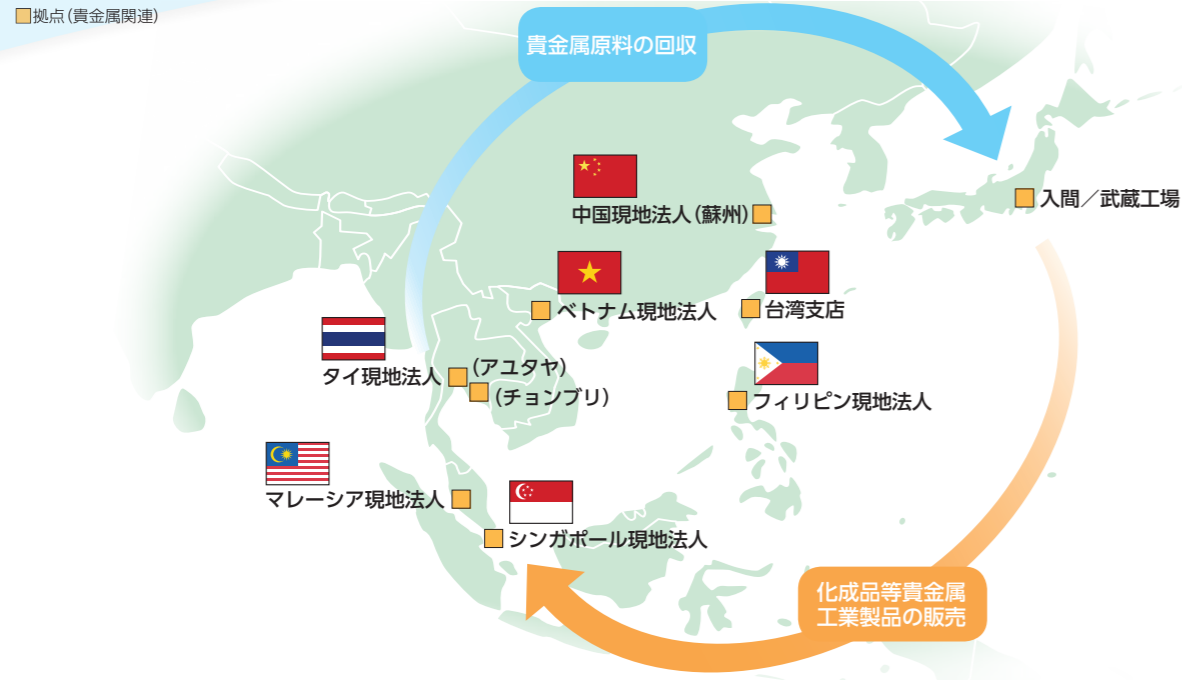 拠点（貴金属関連）
貴金属原料の回収
入間／武蔵工場
中国現地法人（蘇州）
ベトナム現地法人
台湾支店
タイ現地法人
（アユタヤ）
（チョンブリ）
フィリピン現地法人
マレーシア現地法人
シンガポール現地法人
化成品等貴金属
工業製品の販売